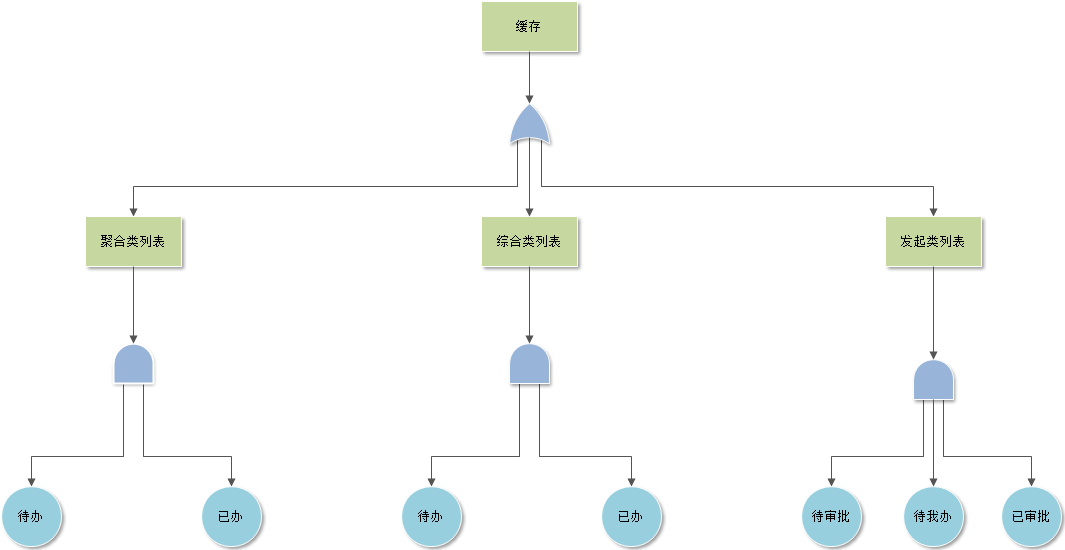 缓存
聚合类列表
综合类列表
发起类列表
待办
已办
待办
已办
待审批
待我办
已审批